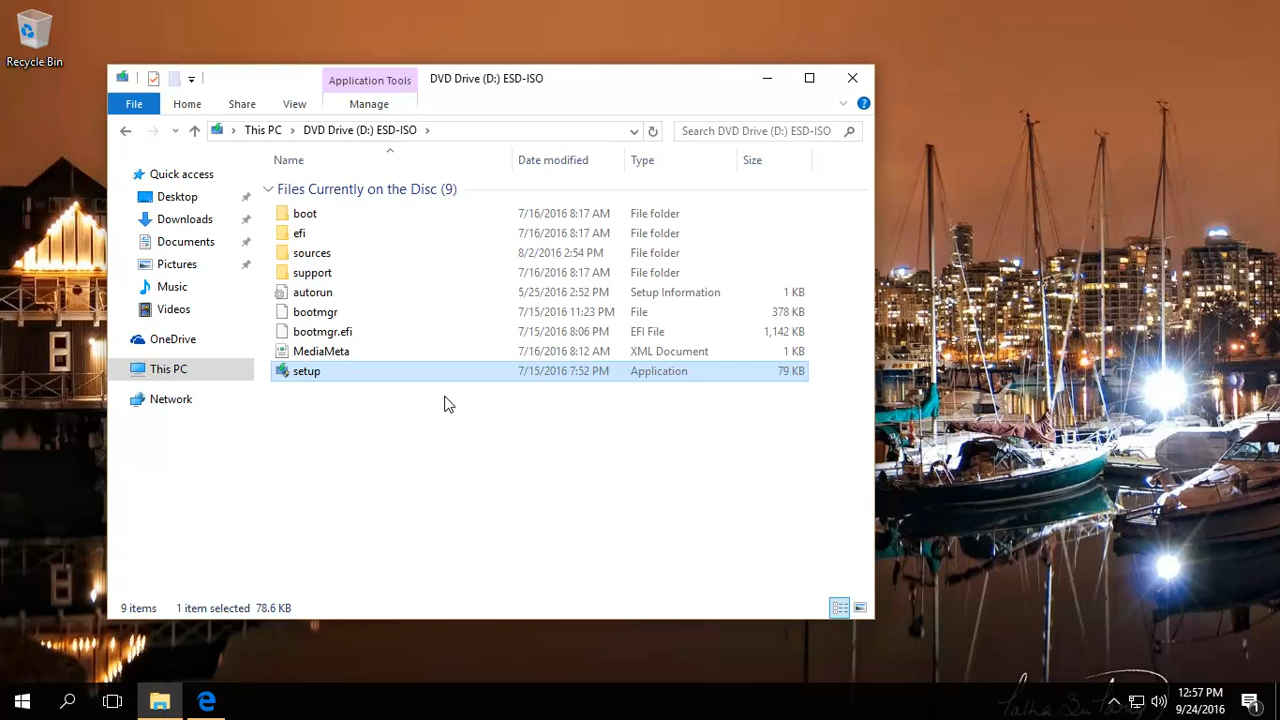 Recycle Bin
Application Tools
DVD Drive (D:) ESD-ISO
File Home Share View Manage
This PC DVD Drive (D:) ESD-ISO
Search DVD Drive (D:) ESD-ISO
Name Date modified Type Size
Quick access
Desktop
Downloads
Documents
Pictures
Music
Videos
OneDrive
This PC
Network
Files Currently on the Disc (9)
boot 7/16/2016 8:17 AM File folder
efi 7/16/2016 8:17 AM File folder
sources 8/2/2016 2:54 PM File folder
support 7/16/2016 8:17 AM File folder
autorun 5/25/2016 2:52 PM Setup Information 1 KB
bootmgr 7/15/2016 11:23 PM File 378 KB
bootmgr.efi 7/15/2016 8:06 PM EFI File 1,142 KB
MediaMeta 7/16/2016 8:12 AM XML Document 1 KB
setup 7/15/2016 7:52 PM Application 79 KB
9 items 1 item selected 78.6 KB
12:57 PM
9/24/2016
1